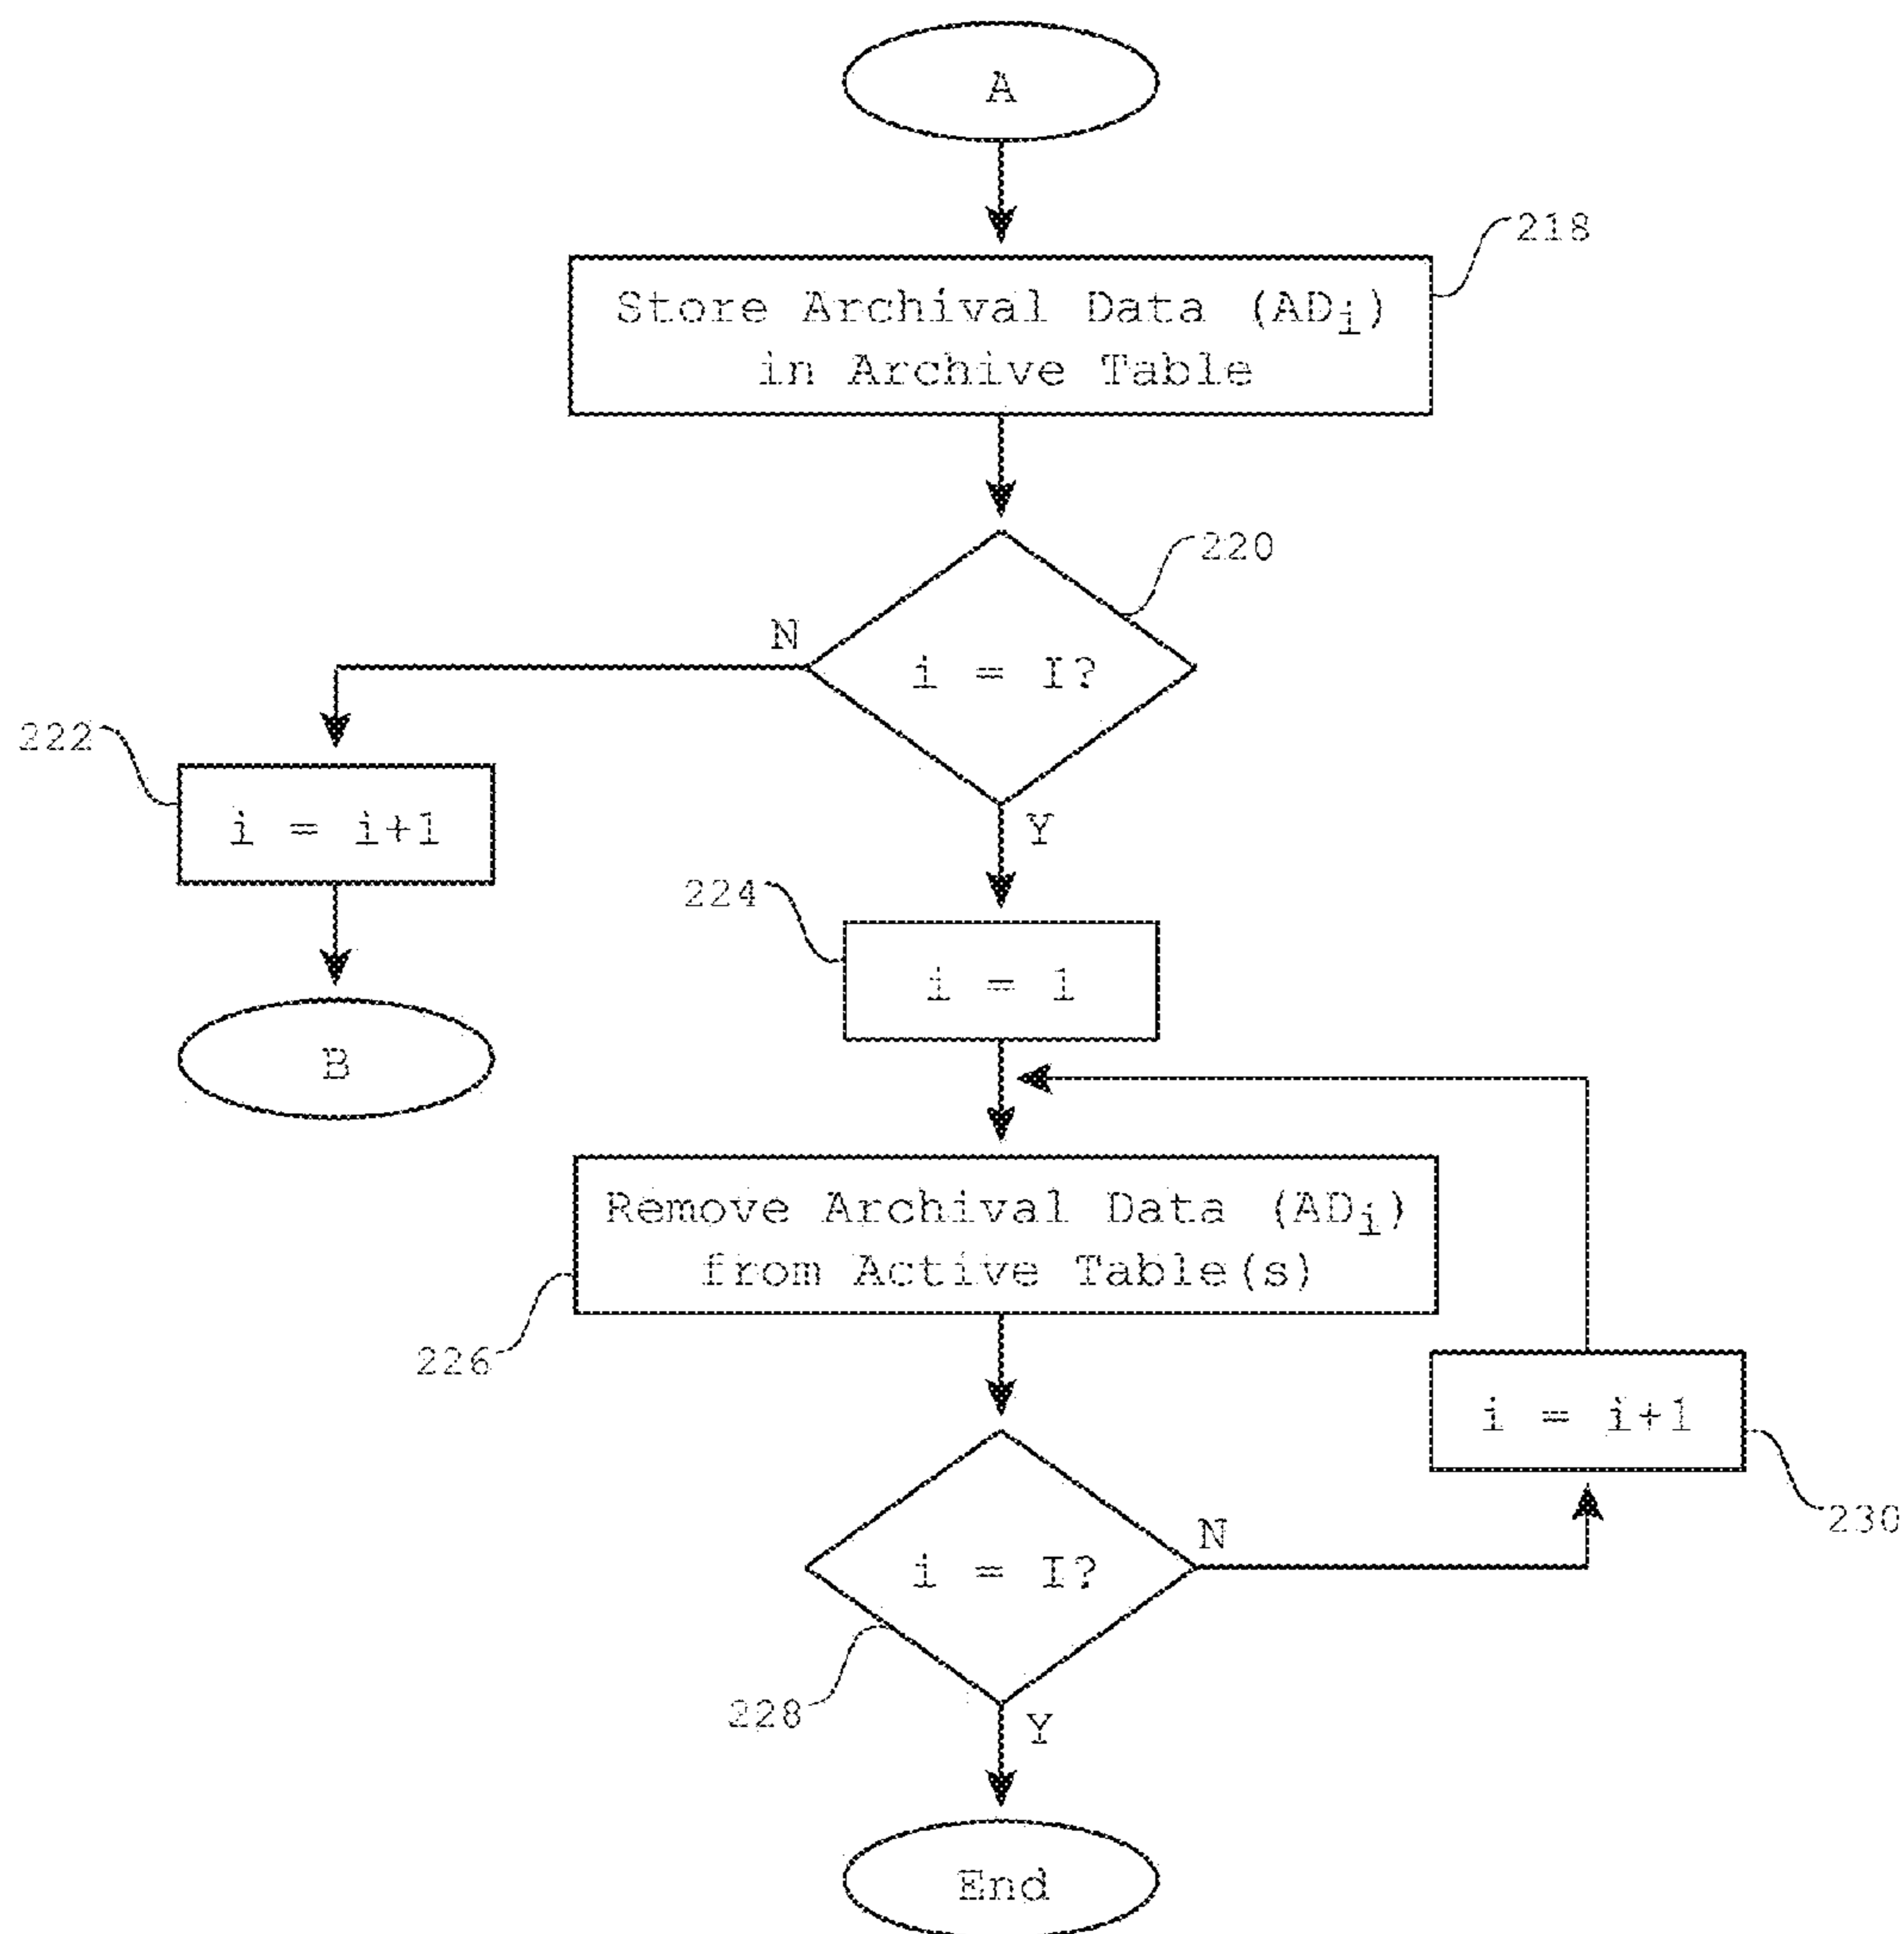 A
218
Store Archival Data (ADi)
in Archive Table
220
N
i = I?
222
i = i+1
Y
224
i = 1
B
Remove Archival Data (ADi)
from Active Table(s)
226
i = i+1
230
N
i = I?
228
Y
End